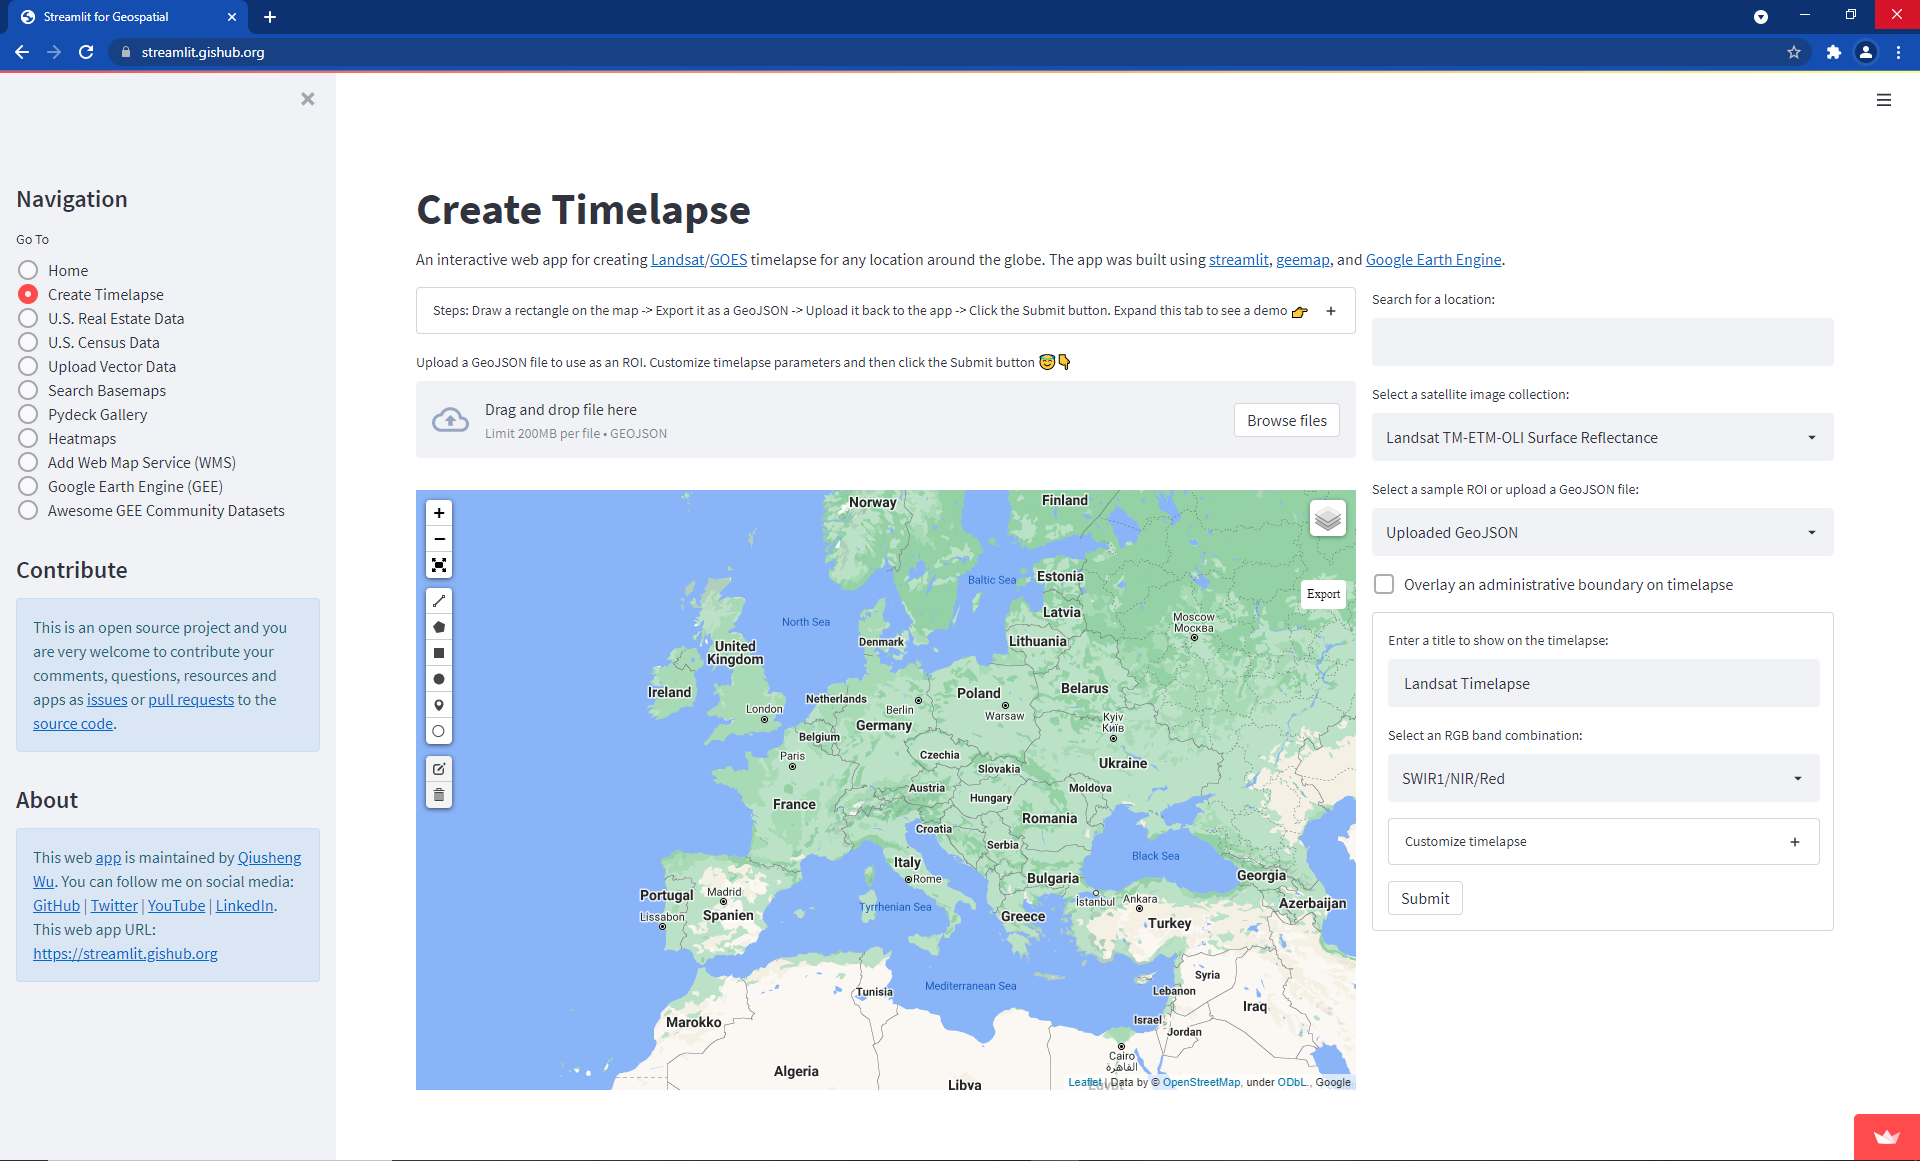 Streamlit for Geospatial
streamlit.gishub.org
Navigation
Go To
Home
Create Timelapse
U.S. Real Estate Data
U.S. Census Data
Upload Vector Data
Search Basemaps
Pydeck Gallery
Heatmaps
Add Web Map Service (WMS)
Google Earth Engine (GEE)
Awesome GEE Community Datasets
Contribute
This is an open source project and you
are very welcome to contribute your
comments, questions, resources and
apps as issues or pull requests to the
source code.
About
This web app is maintained by Qiusheng
Wu. You can follow me on social media:
GitHub | Twitter | YouTube | LinkedIn.
This web app URL:
https://streamlit.gishub.org
Create Timelapse
An interactive web app for creating Landsat/GOES timelapse for any location around the globe. The app was built using streamlit, geemap, and Google Earth Engine.
Steps: Draw a rectangle on the map -> Export it as a GeoJSON -> Upload it back to the app -> Click the Submit button. Expand this tab to see a demo 👉
Upload a GeoJSON file to use as an ROI. Customize timelapse parameters and then click the Submit button 😇👇
Drag and drop file here
Limit 200MB per file • GEOJSON
Browse files
Norway
Finland
Baltic Sea
Estonia
Export
Latvia
North Sea
Moscow
Москва
Denmark
Lithuania
United
Kingdom
Ireland
Netherlands
Poland
Belarus
London
Berlin
Warsaw
Germany
Kyiv
Київ
Belgium
Paris
Czechia
Ukraine
Slovakia
Austria
Moldova
France
Hungary
Romania
Croatia
Serbia
Black Sea
Italy
Rome
Bulgaria
Georgia
Portugal
Madrid
İstanbul
Ankara
Azerbaijan
Lissabon
Spanien
Tyrrhenian Sea
Greece
Turkey
Syria
Tunisia
Mediterranean Sea
Lebanon
Iraq
Marokko
Israel
Jordan
Cairo
القاهرة
Algeria
Libya
Egypt
Leaflet | Data by © OpenStreetMap, under ODbL., Google
Search for a location:
Select a satellite image collection:
Landsat TM-ETM-OLI Surface Reflectance
Select a sample ROI or upload a GeoJSON file:
Uploaded GeoJSON
Overlay an administrative boundary on timelapse
Enter a title to show on the timelapse:
Landsat Timelapse
Select an RGB band combination:
SWIR1/NIR/Red
Customize timelapse
Submit